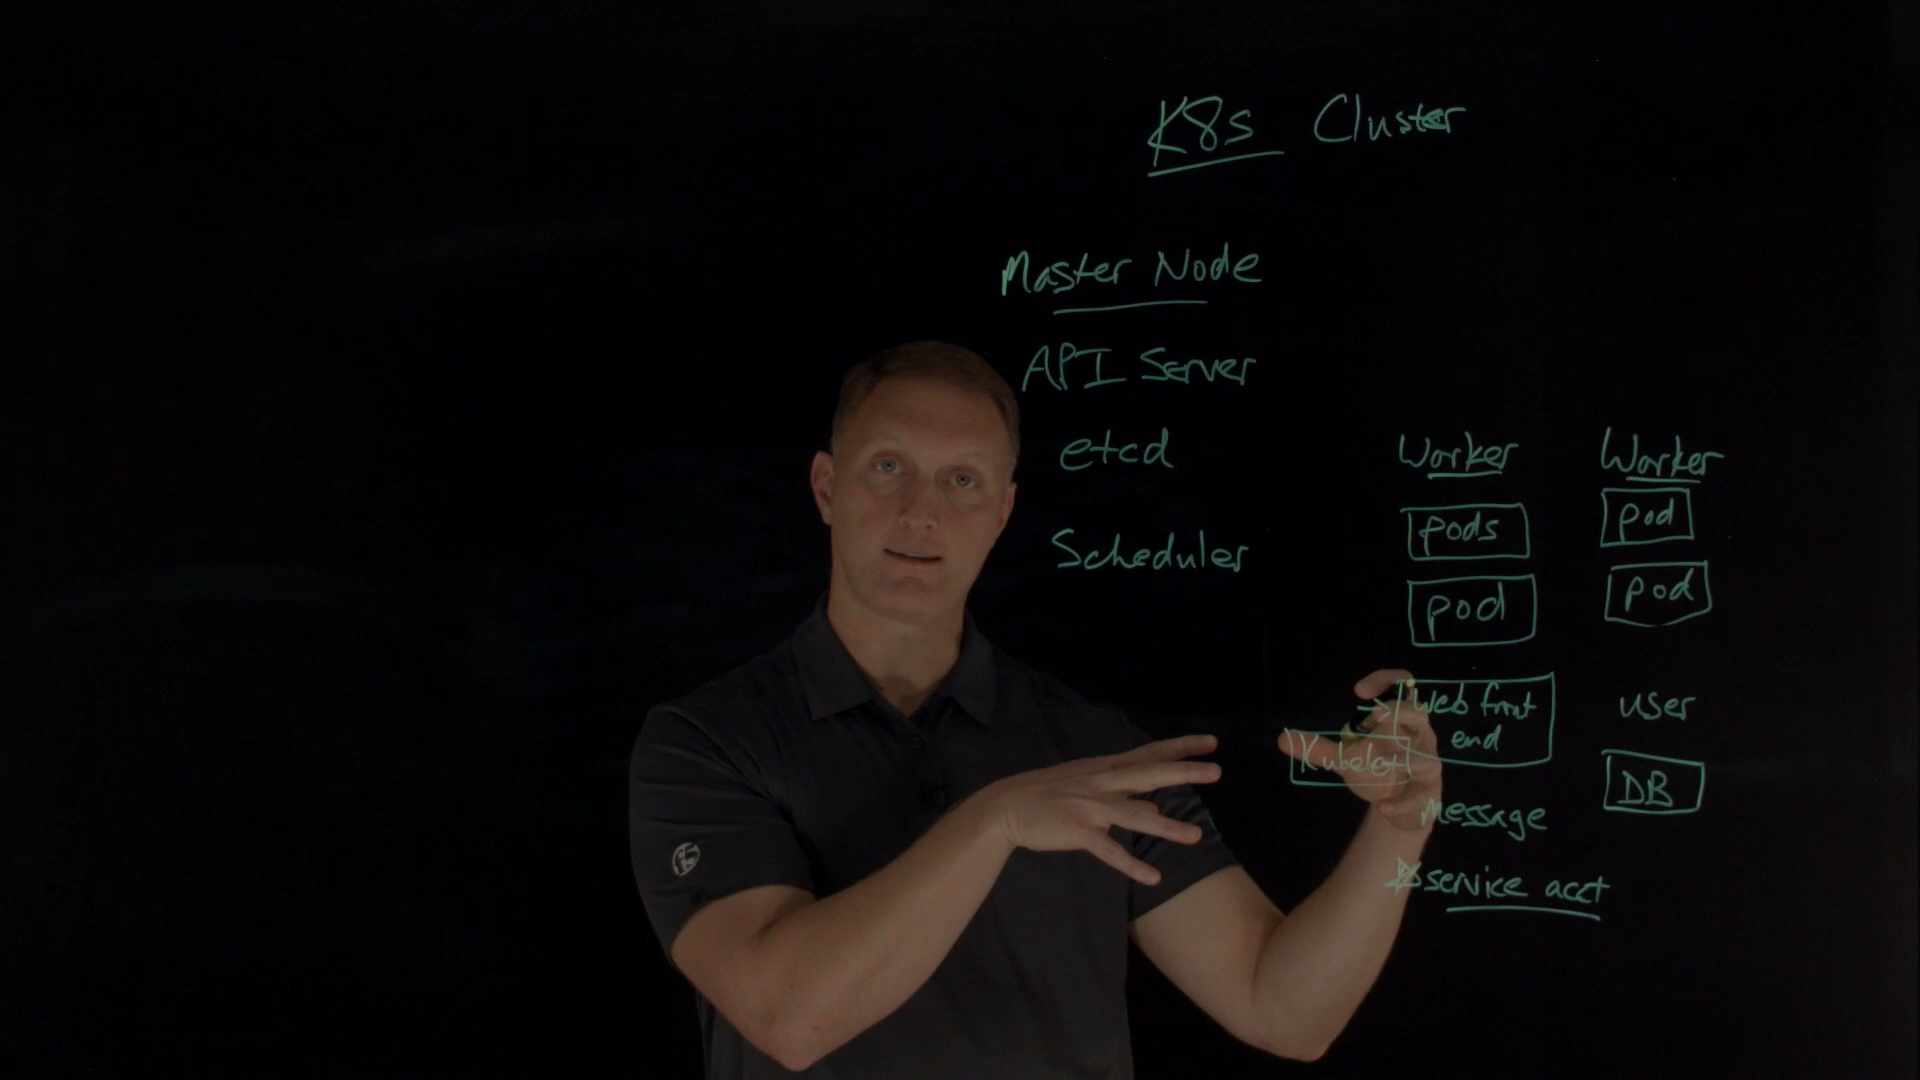 K8s Cluster
Master Node
API Server
etcd
Scheduler
Worker
pods
pod
→ Web front
end
Kubelet
message
service acct
Worker
pod
pod
user
DB